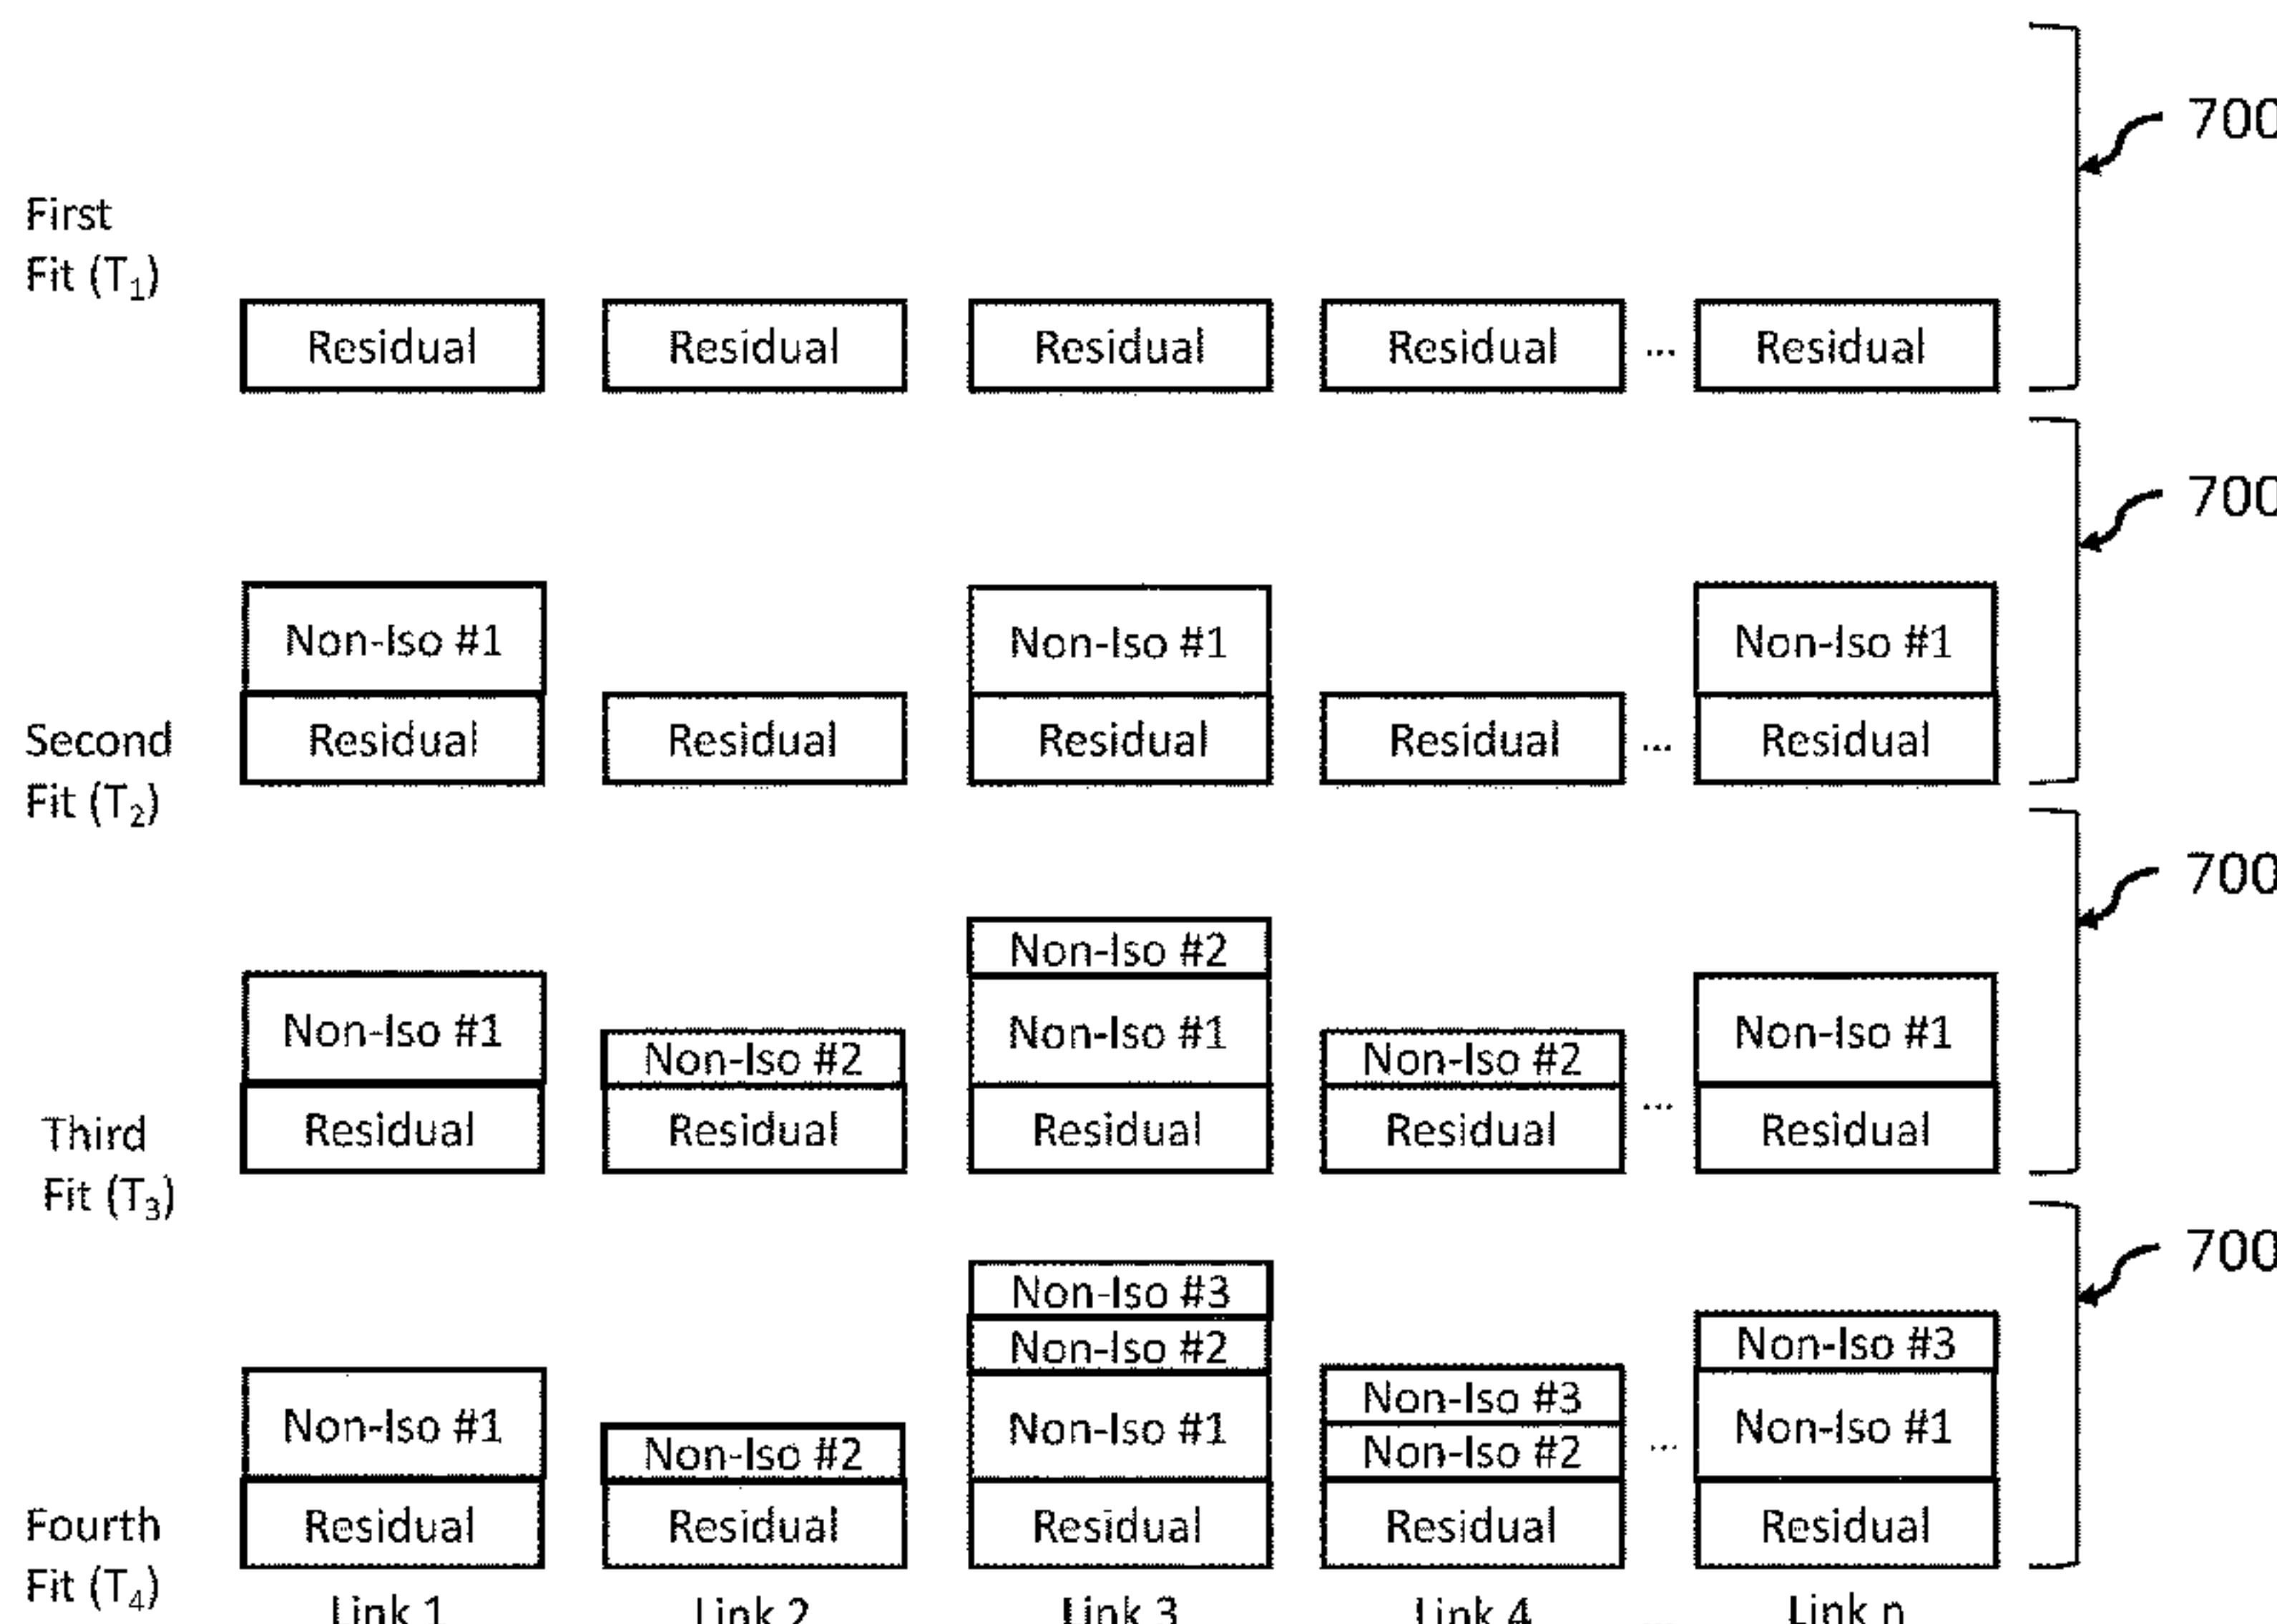 700
First
Fit (T₁)
Residual Residual Residual Residual ... Residual
700
Non-Iso #1 Non-Iso #1 Non-Iso #1
Second
Fit (T₂)
Residual Residual Residual Residual ... Residual
700
Non-Iso #2
Non-Iso #1 Non-Iso #2 Non-Iso #1 Non-Iso #2 Non-Iso #1
Third
Fit (T₃)
Residual Residual Residual Residual ... Residual
700
Non-Iso #3
Non-Iso #2 Non-Iso #3
Non-Iso #3
Non-Iso #1 Non-Iso #2 Non-Iso #1 Non-Iso #2 ... Non-Iso #1
Fourth
Fit (T₄)
Residual Residual Residual Residual Residual
Link 1 Link 2 Link 3 Link 4 ... Link n